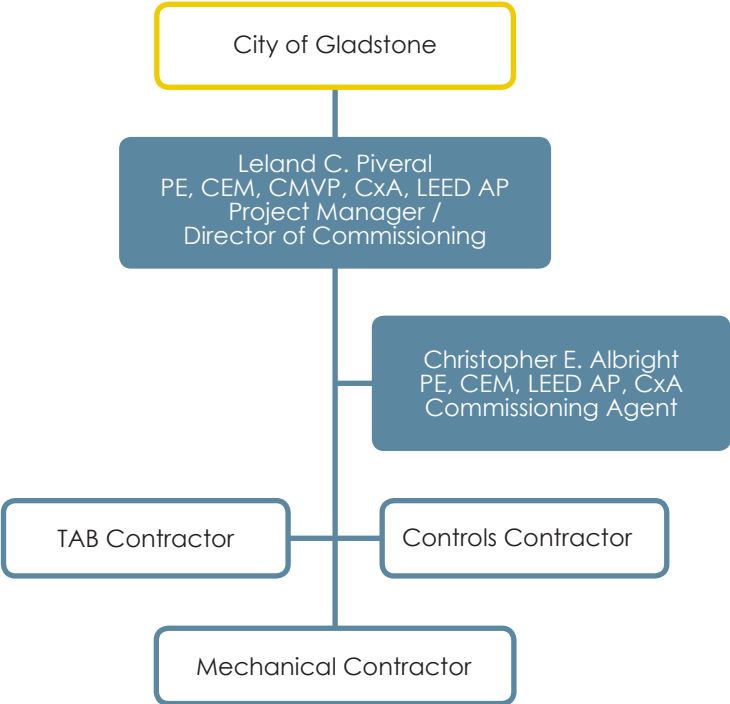 City of Gladstone
Leland C. Piveral
PE, CEM, CMVP, CxA, LEED AP
Project Manager /
Director of Commissioning
Christopher E. Albright
PE, CEM, LEED AP, CxA
Commissioning Agent
TAB Contractor
Controls Contractor
Mechanical Contractor